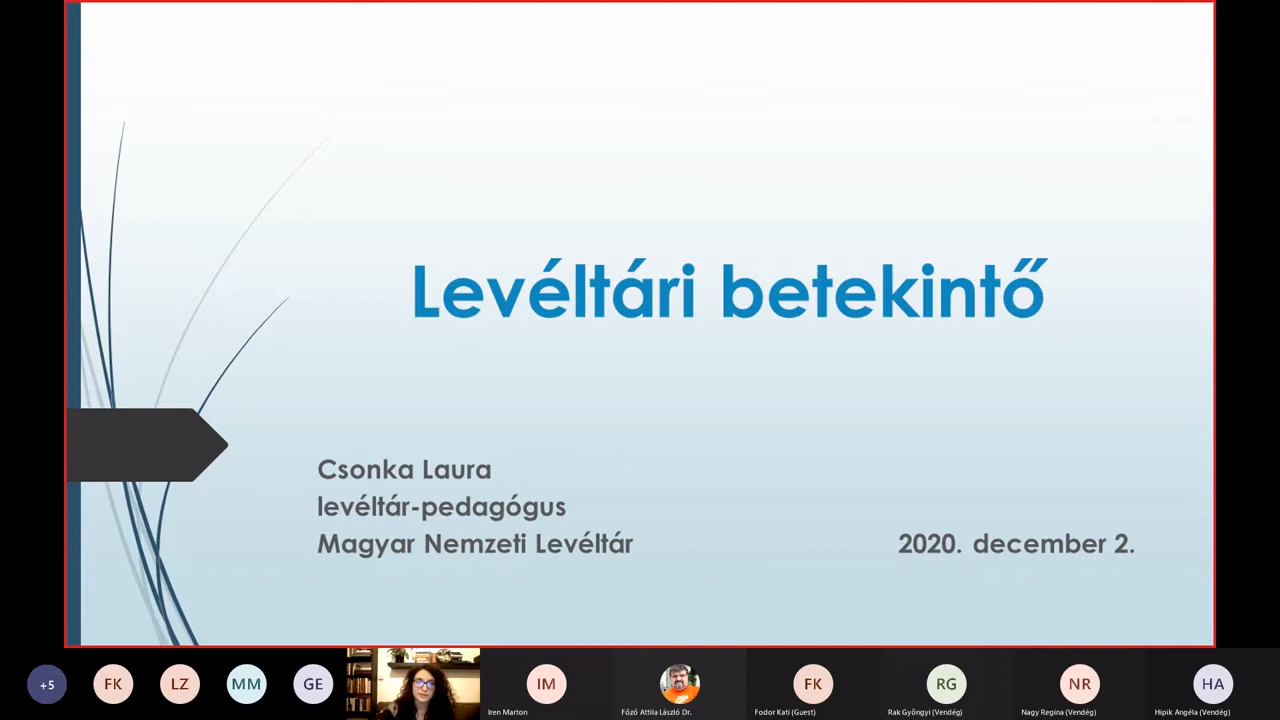 Levéltári betekintő
Csonka Laura
levéltár-pedagógus
Magyar Nemzeti Levéltár 2020. december 2.
+5 FK LZ MM GE IM FK RG NR HA
Iren Marton Főző Attila László Dr. Fodor Kati (Guest) Rak Gyöngyi (Vendég) Nagy Regina (Vendég) Hipik Angéla (Vendég)